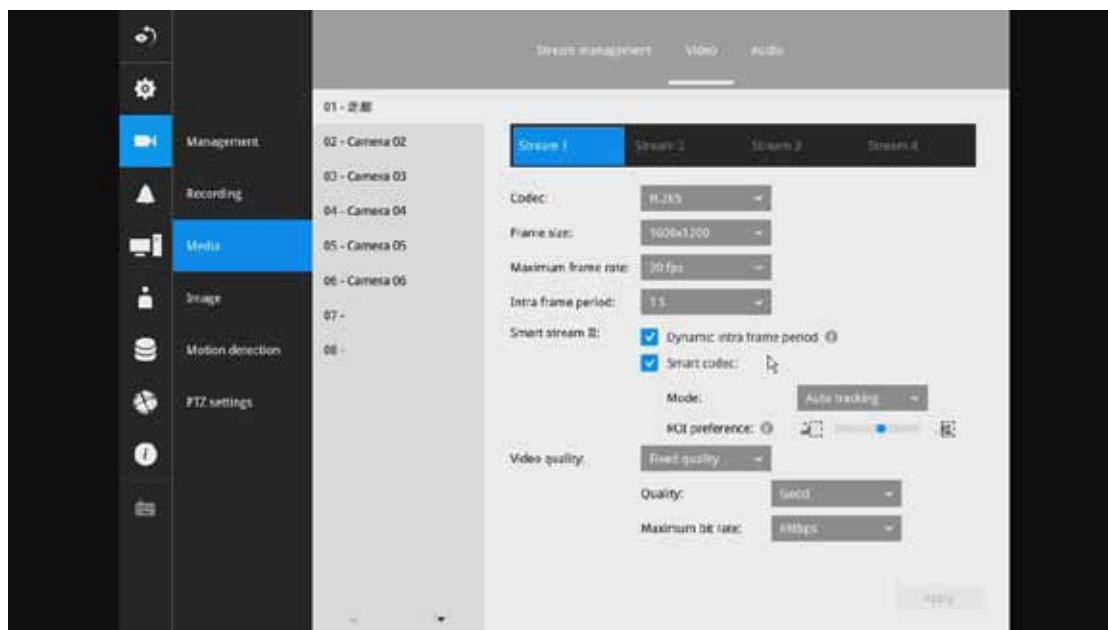 Stream management Video Audio
01 -
Management
02 - Camera 02
Stream 1 Stream 2 Stream 3 Stream 4
03 - Camera 03
Recording
Codec: H.265
04 - Camera 04
Frame size: 1600x1200
Media
05 - Camera 05
Maximum frame rate:
06 - Camera 06
Image
Intra frame period: 1 S
07 -
Smart stream II: Dynamic intra frame period
Motion detection
08 -
Smart codec:
PTZ settings
Mode: Auto tracking
ROI preference:
Video quality: Fixed quality
Quality: Good
Maximum bit rate:
Apply